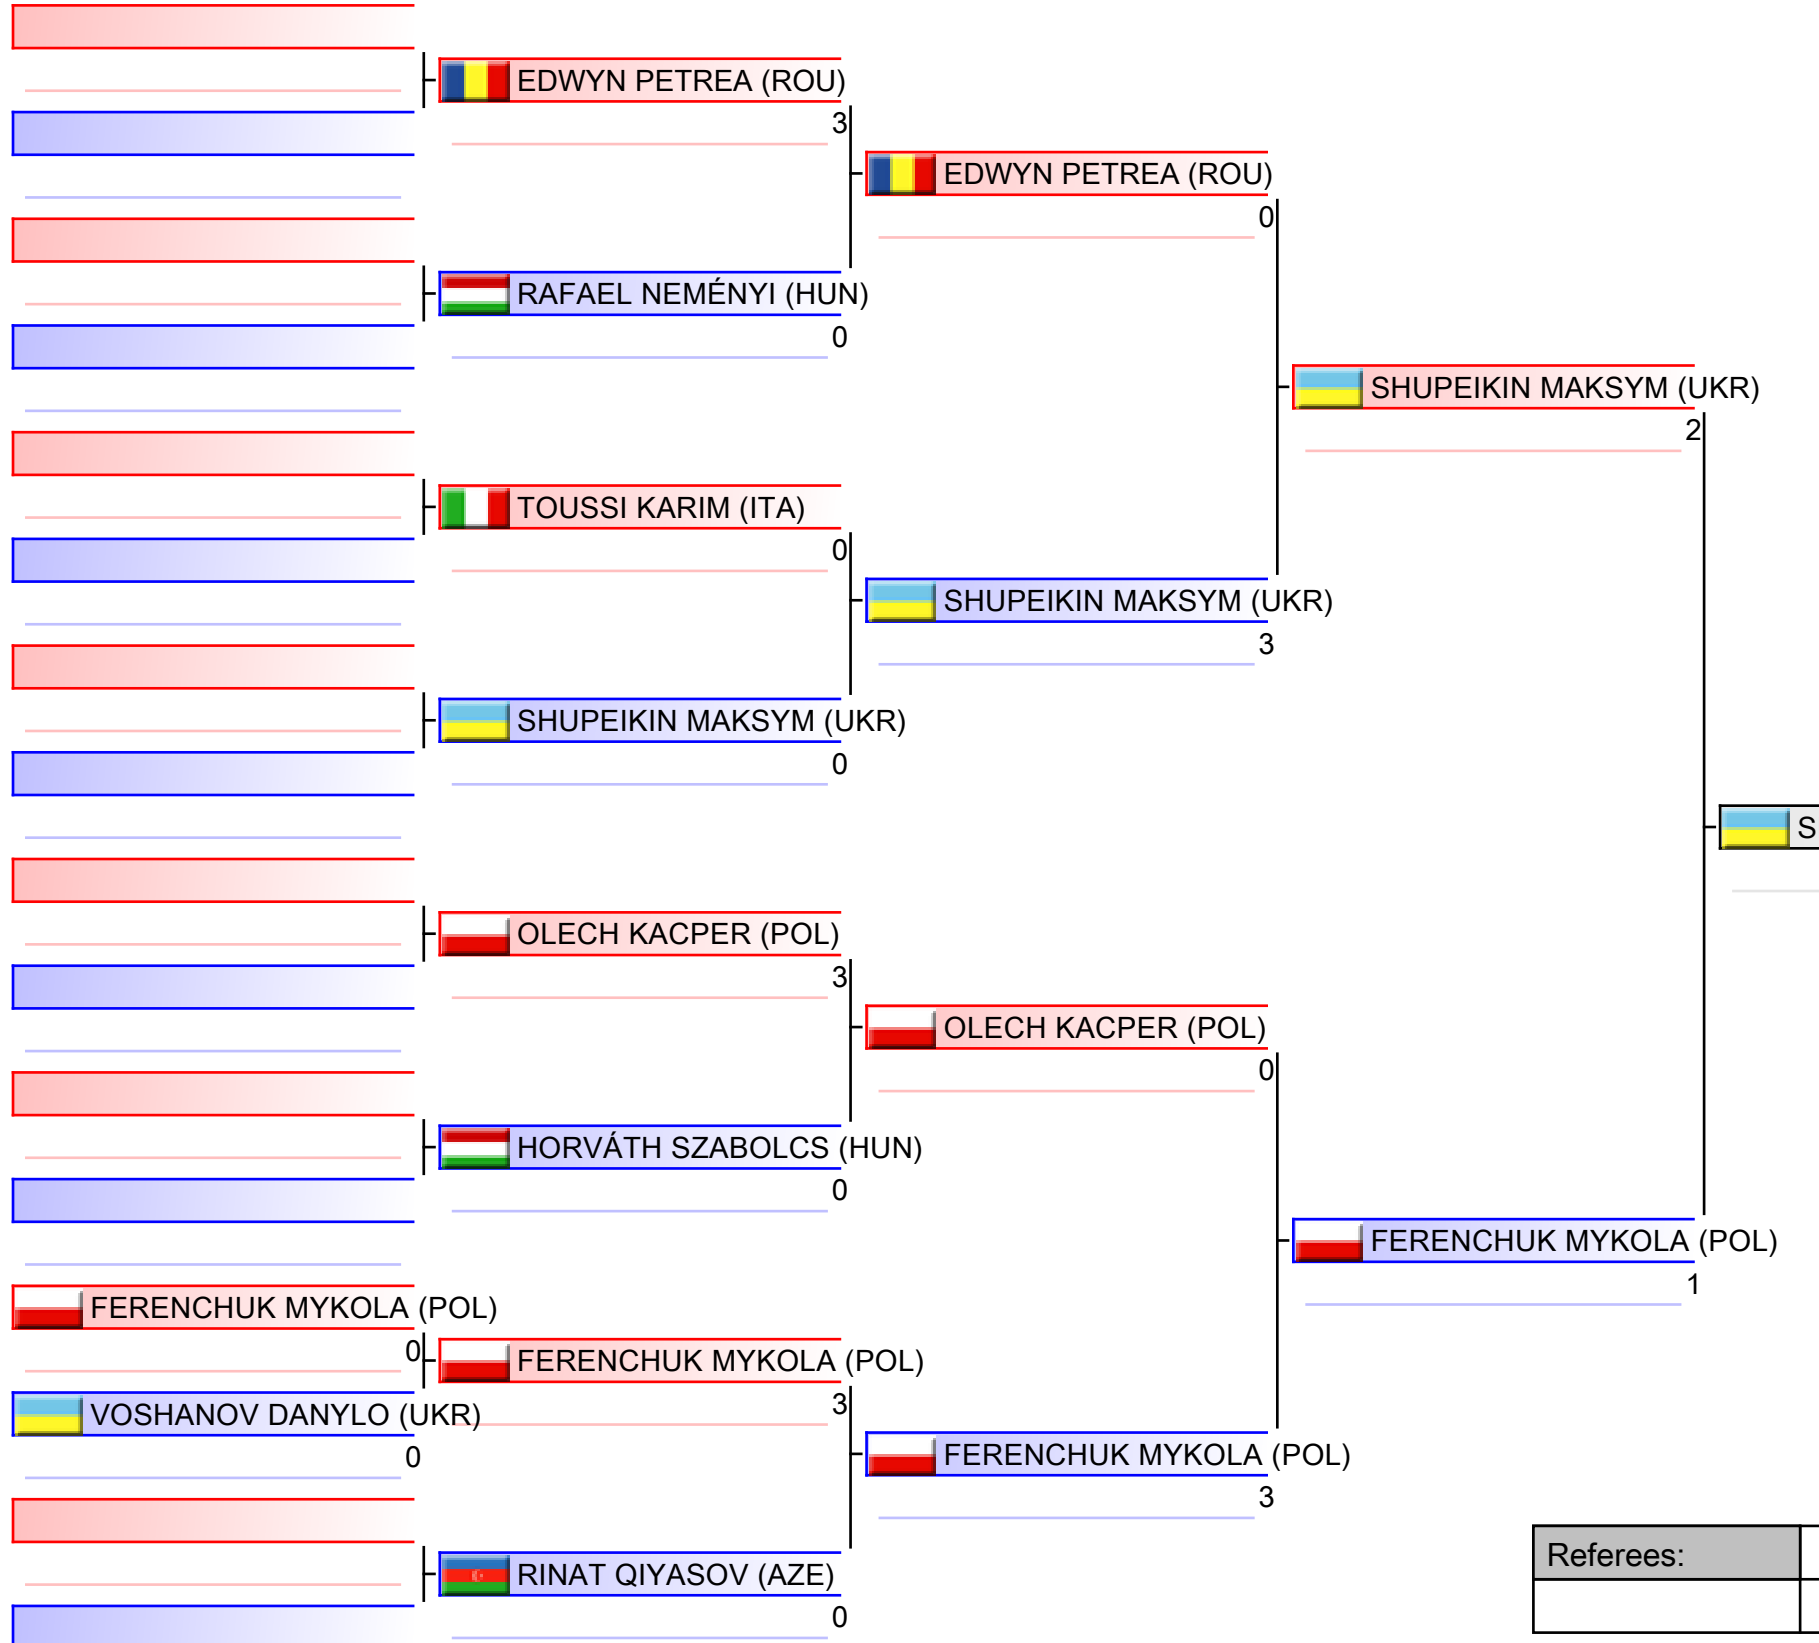 EDWYN PETREA (ROU)
3
EDWYN PETREA (ROU)
0
RAFAEL NEMÉNYI (HUN)
0
SHUPEIKIN MAKSYM (UKR)
2
TOUSSI KARIM (ITA)
0
SHUPEIKIN MAKSYM (UKR)
3
SHUPEIKIN MAKSYM (UKR)
0
S
OLECH KACPER (POL)
3
OLECH KACPER (POL)
0
HORVÁTH SZABOLCS (HUN)
0
FERENCHUK MYKOLA (POL)
1
FERENCHUK MYKOLA (POL)
0
FERENCHUK MYKOLA (POL)
3
VOSHANOV DANYLO (UKR)
0
FERENCHUK MYKOLA (POL)
3
RINAT QIYASOV (AZE)
0
Referees: